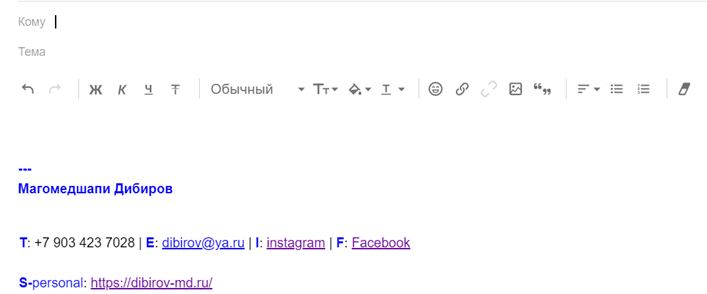 Кому
Тема
Ж К Ч Т Обычный Тт Т
---
Магомедшапи Дибиров
T: +7 903 423 7028 | E: dibirov@ya.ru | I: instagram | F: Facebook
S-personal: https://dibirov-md.ru/